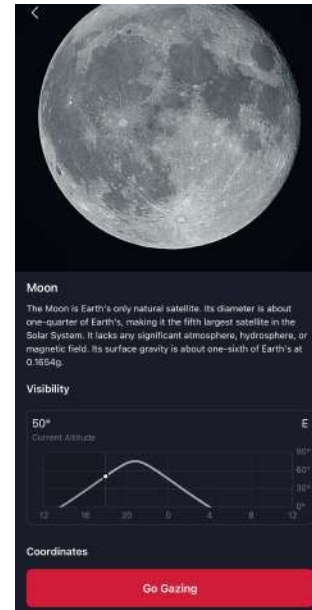 Moon
The Moon is Earth's only natural satellite. Its diameter is about
one-quarter of Earth's, making it the fifth largest satellite in the
Solar System. It lacks any significant atmosphere, hydrosphere, or
magnetic field. Its surface gravity is about one-sixth of Earth's at
0.1654g.
Visibility
50° E
Current Altitude
90°
60°
30°
0°
12 16 20 0 4 8 12
Coordinates
Go Gazing